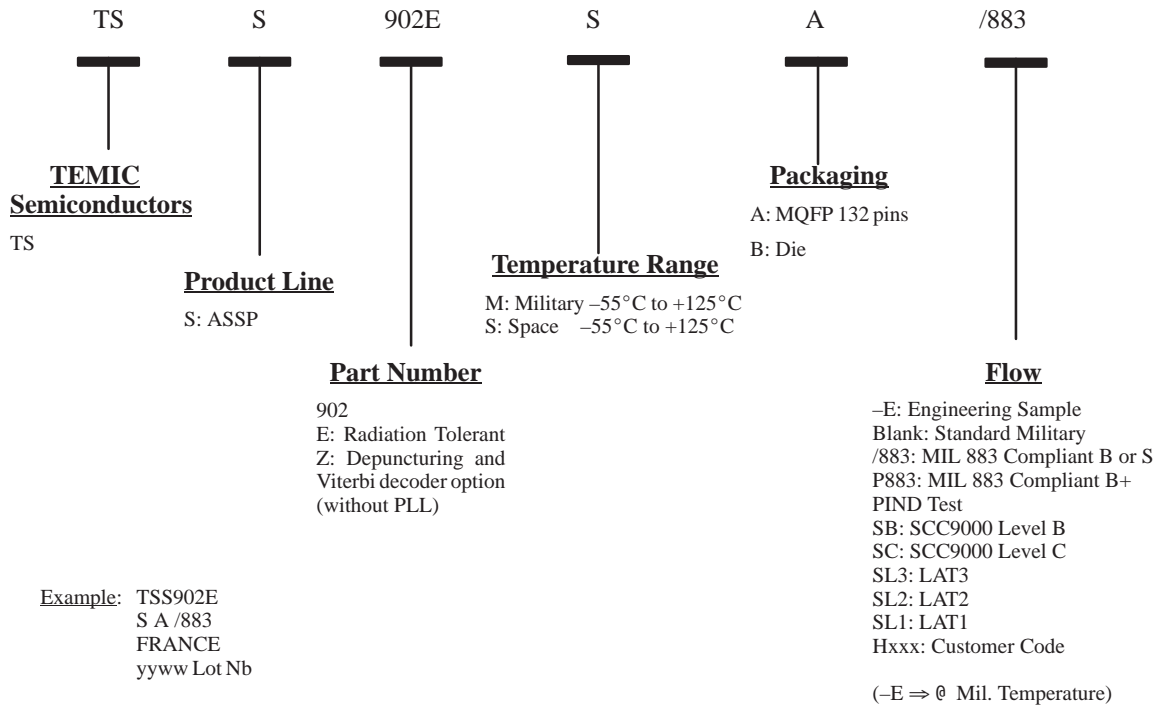 TS S 902E S A /883
TEMIC
Semiconductors
TS
Product Line
S: ASSP
Part Number
902
E: Radiation Tolerant
Z: Depuncturing and
Viterbi decoder option
(without PLL)
Temperature Range
M: Military –55°C to +125°C
S: Space –55°C to +125°C
Packaging
A: MQFP 132 pins
B: Die
Flow
–E: Engineering Sample
Blank: Standard Military
/883: MIL 883 Compliant B or S
P883: MIL 883 Compliant B+
PIND Test
SB: SCC9000 Level B
SC: SCC9000 Level C
SL3: LAT3
SL2: LAT2
SL1: LAT1
Hxxx: Customer Code
(–E ⇒ @ Mil. Temperature)
Example: TSS902E
S A /883
FRANCE
yyww Lot Nb